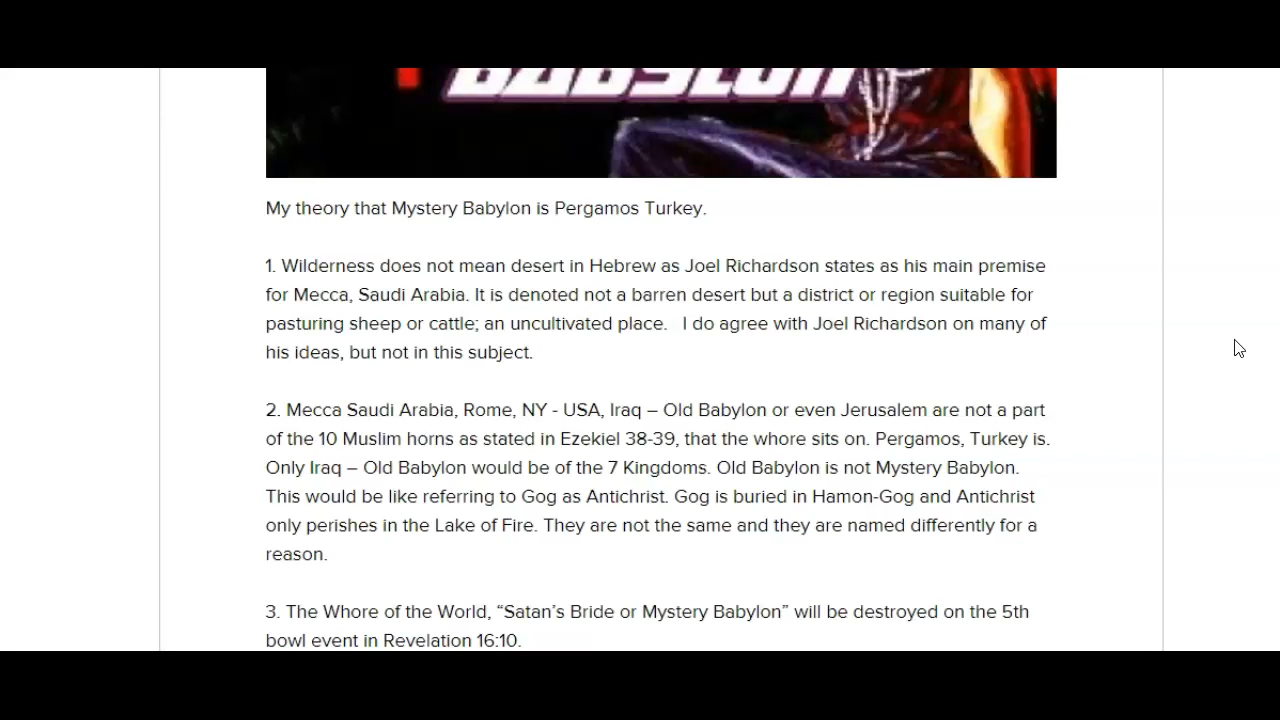 BABYLON
My theory that Mystery Babylon is Pergamos Turkey.
1. Wilderness does not mean desert in Hebrew as Joel Richardson states as his main premise
for Mecca, Saudi Arabia. It is denoted not a barren desert but a district or region suitable for
pasturing sheep or cattle; an uncultivated place.   I do agree with Joel Richardson on many of
his ideas, but not in this subject.
2. Mecca Saudi Arabia, Rome, NY - USA, Iraq – Old Babylon or even Jerusalem are not a part
of the 10 Muslim horns as stated in Ezekiel 38-39, that the whore sits on. Pergamos, Turkey is.
Only Iraq – Old Babylon would be of the 7 Kingdoms. Old Babylon is not Mystery Babylon.
This would be like referring to Gog as Antichrist. Gog is buried in Hamon-Gog and Antichrist
only perishes in the Lake of Fire. They are not the same and they are named differently for a
reason.
3. The Whore of the World, “Satan’s Bride or Mystery Babylon” will be destroyed on the 5th
bowl event in Revelation 16:10.